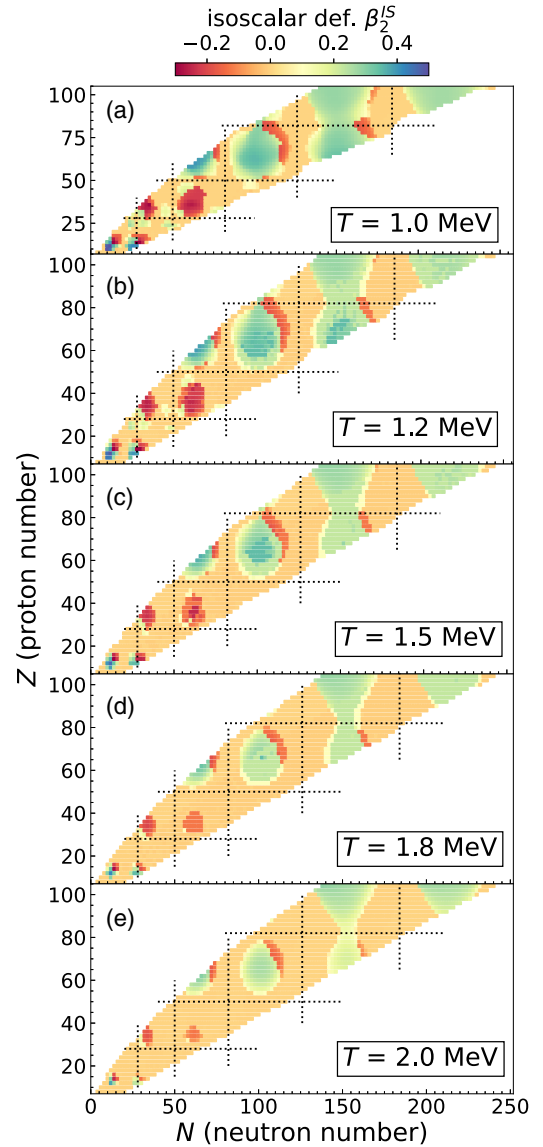 isoscalar def. β₂ᴵˢ
−0.2 0.0 0.2 0.4
(a)
100
75
50
25
T = 1.0 MeV
(b)
100
80
60
40
20
T = 1.2 MeV
(c)
100
80
60
40
20
T = 1.5 MeV
Z (proton number)
(d)
100
80
60
40
20
T = 1.8 MeV
(e)
100
80
60
40
20
T = 2.0 MeV
0 50 100 150 200 250
N (neutron number)